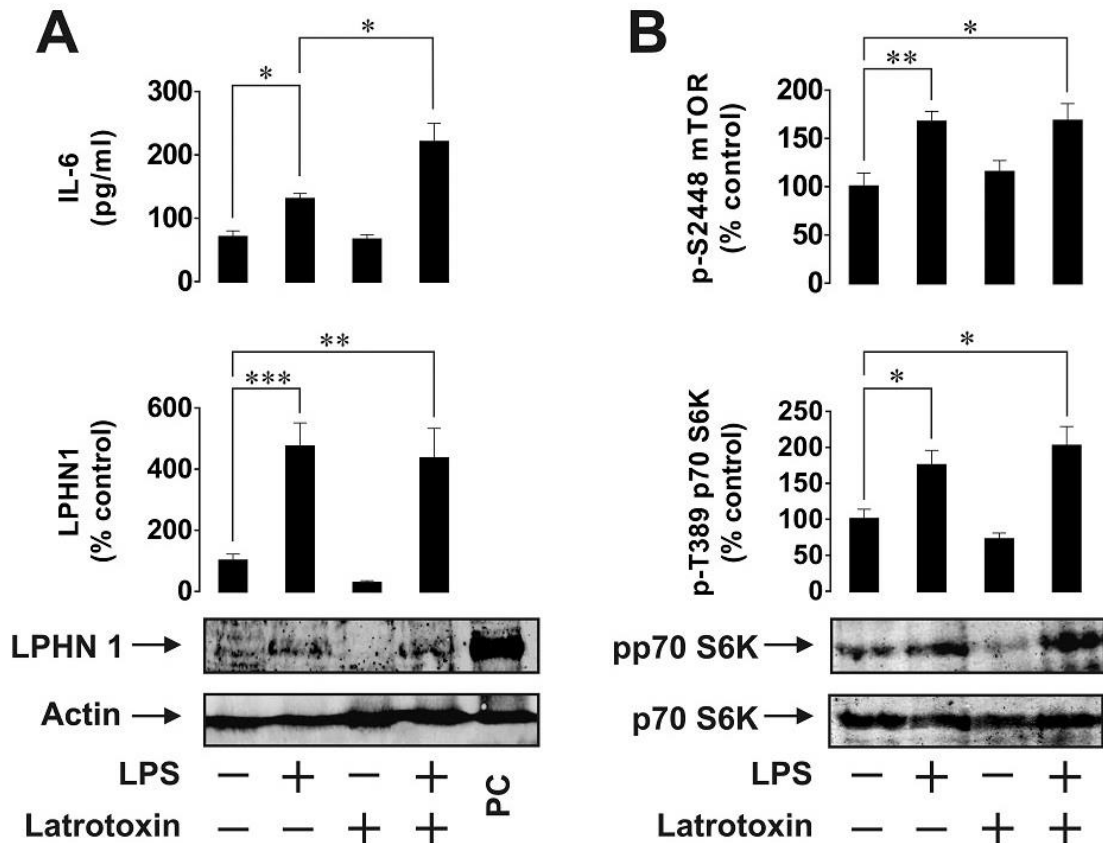 A
*
*
300
200
100
0
IL-6
(pg/ml)
**
***
600
400
200
0
LPHN1
(% control)
LPHN 1
Actin
LPS − + − +
Latrotoxin − − + +
PC
B
*
**
200
150
100
50
0
p-S2448 mTOR
(% control)
*
*
250
200
150
100
50
0
p-T389 p70 S6K
(% control)
pp70 S6K
p70 S6K
LPS − + − +
Latrotoxin − − + +